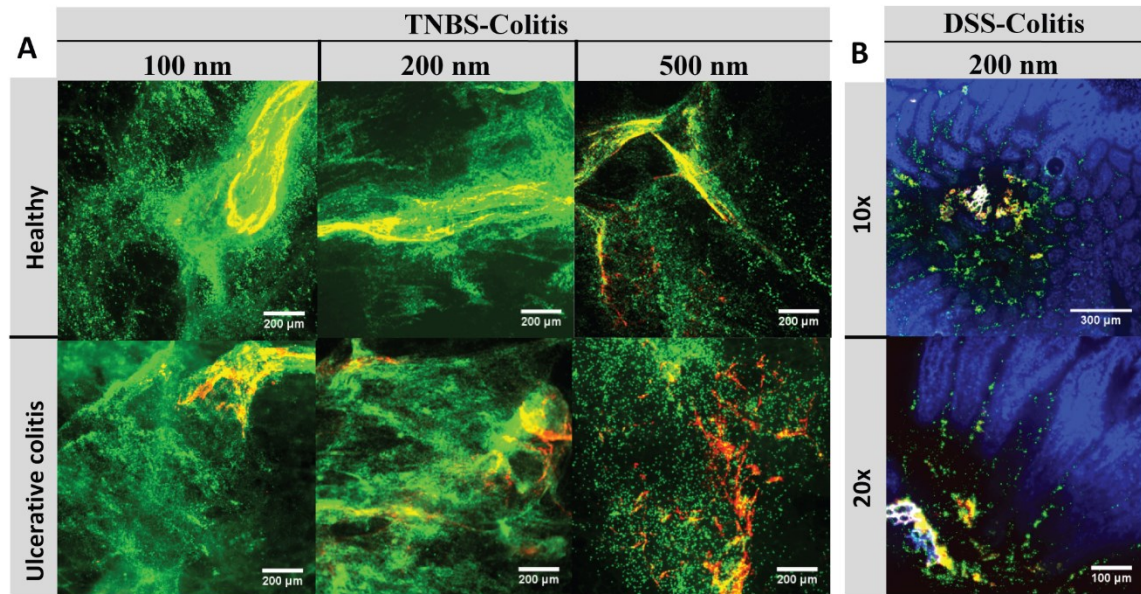 A
TNBS-Colitis
100 nm
200 nm
500 nm
Healthy
200 µm
200 µm
200 µm
Ulcerative colitis
200 µm
200 µm
200 µm
B
DSS-Colitis
200 nm
10x
300 µm
20x
100 µm